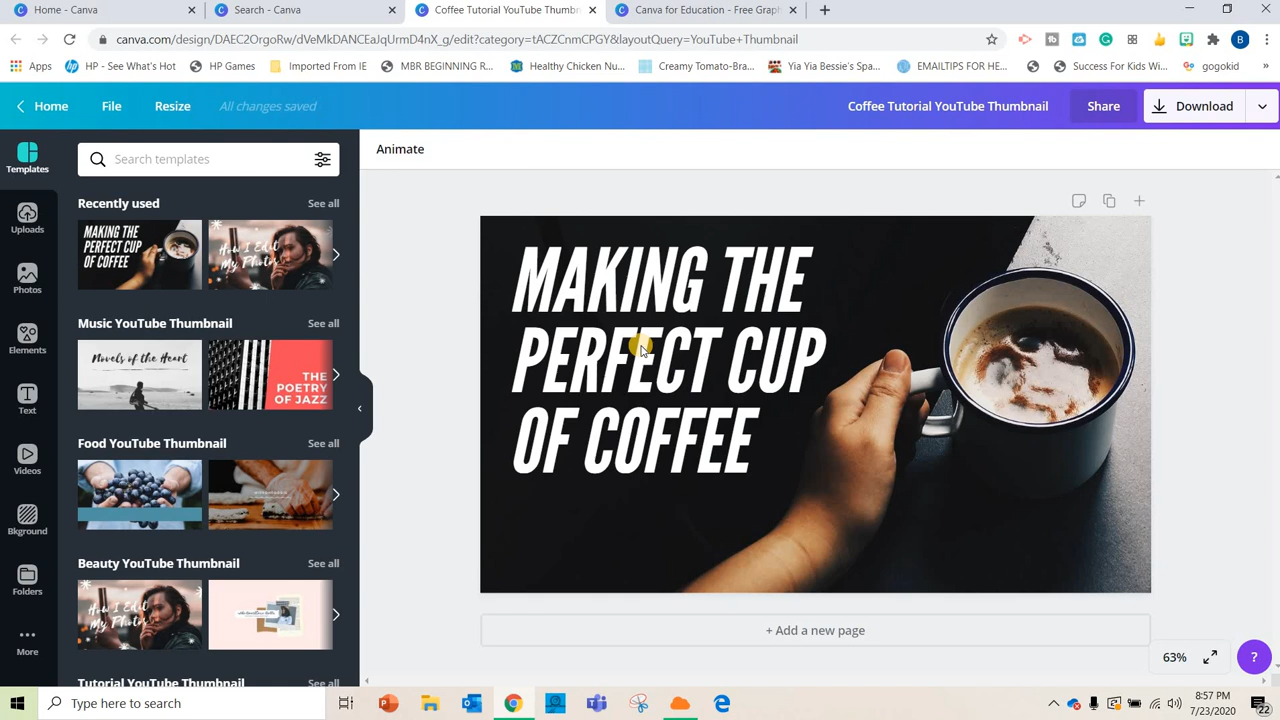 Home - Canva
Search - Canva
Coffee Tutorial YouTube Thumbn
Canva for Education - Free Grap
canva.com/design/DAEC2OrgoRw/dVeMkDANCEaJqUrmD4nX_g/edit?category=tACZCnmCPGY&layoutQuery=YouTube+Thumbnail
Apps
HP - See What's Hot
HP Games
Imported From IE
MBR BEGINNING R...
Healthy Chicken Nu...
Creamy Tomato-Bra...
Yia Yia Bessie's Spa...
EMAILTIPS FOR HE...
Success For Kids Wi...
gogokid
Home
File
Resize
All changes saved
Coffee Tutorial YouTube Thumbnail
Share
Download
Templates
Uploads
Photos
Elements
Text
Videos
Bkground
Folders
More
Search templates
Recently used
See all
MAKING THE
PERFECT CUP
OF COFFEE
How I Edit
My Photos
Music YouTube Thumbnail
See all
Novels of the Heart
THE
POETRY
OF JAZZ
Food YouTube Thumbnail
See all
Beauty YouTube Thumbnail
See all
How I Edit
My Photos
Tutorial YouTube Thumbnail
See all
Animate
MAKING THE
PERFECT CUP
OF COFFEE
+ Add a new page
63%
?
Type here to search
8:57 PM
7/23/2020
22